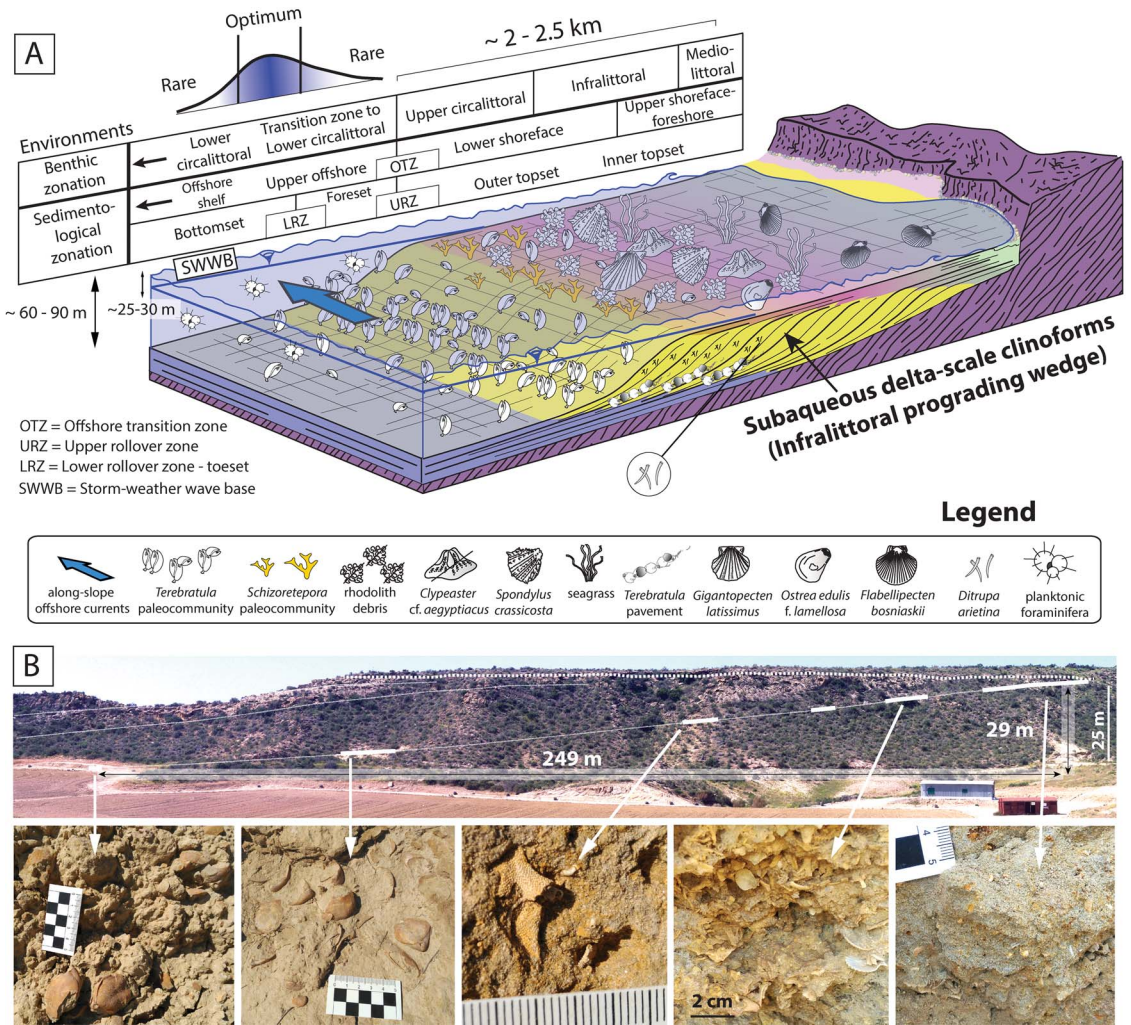 A
Optimum
Rare
Rare
~ 2 - 2.5 km
Environments
Benthic
zonation
Lower
circalittoral
Transition zone to
Lower circalittoral
Upper circalittoral
Infralittoral
Medio-
littoral
Sedimento-
logical
zonation
Offshore
shelf
Upper offshore
OTZ
Lower shoreface
Upper shoreface-
foreshore
Bottomset
LRZ
Foreset
URZ
Outer topset
Inner topset
SWWB
~ 60 - 90 m
~25-30 m
Subaqueous delta-scale clinoforms
(Infralittoral prograding wedge)
OTZ = Offshore transition zone
URZ = Upper rollover zone
LRZ = Lower rollover zone - toeset
SWWB = Storm-weather wave base
Legend
along-slope
offshore currents
Terebratula
paleocommunity
Schizoretepora
paleocommunity
rhodolith
debris
Clypeaster
cf. aegyptiacus
Spondylus
crassicosta
seagrass
Terebratula
pavement
Gigantopecten
latissimus
Ostrea edulis
f. lamellosa
Flabellipecten
bosniaskii
Ditrupa
arietina
planktonic
foraminifera
B
249 m
29 m
25 m
2 cm
4
5